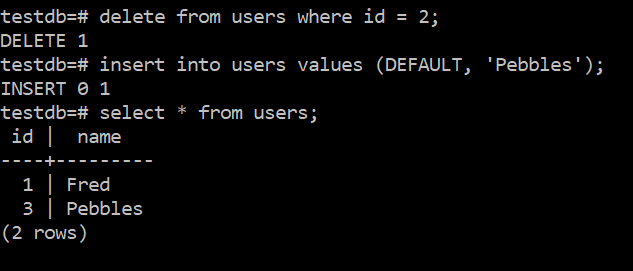 testdb=# delete from users where id = 2;
DELETE 1
testdb=# insert into users values (DEFAULT, 'Pebbles');
INSERT 0 1
testdb=# select * from users;
 id |  name
----+---------
  1 | Fred
  3 | Pebbles
(2 rows)